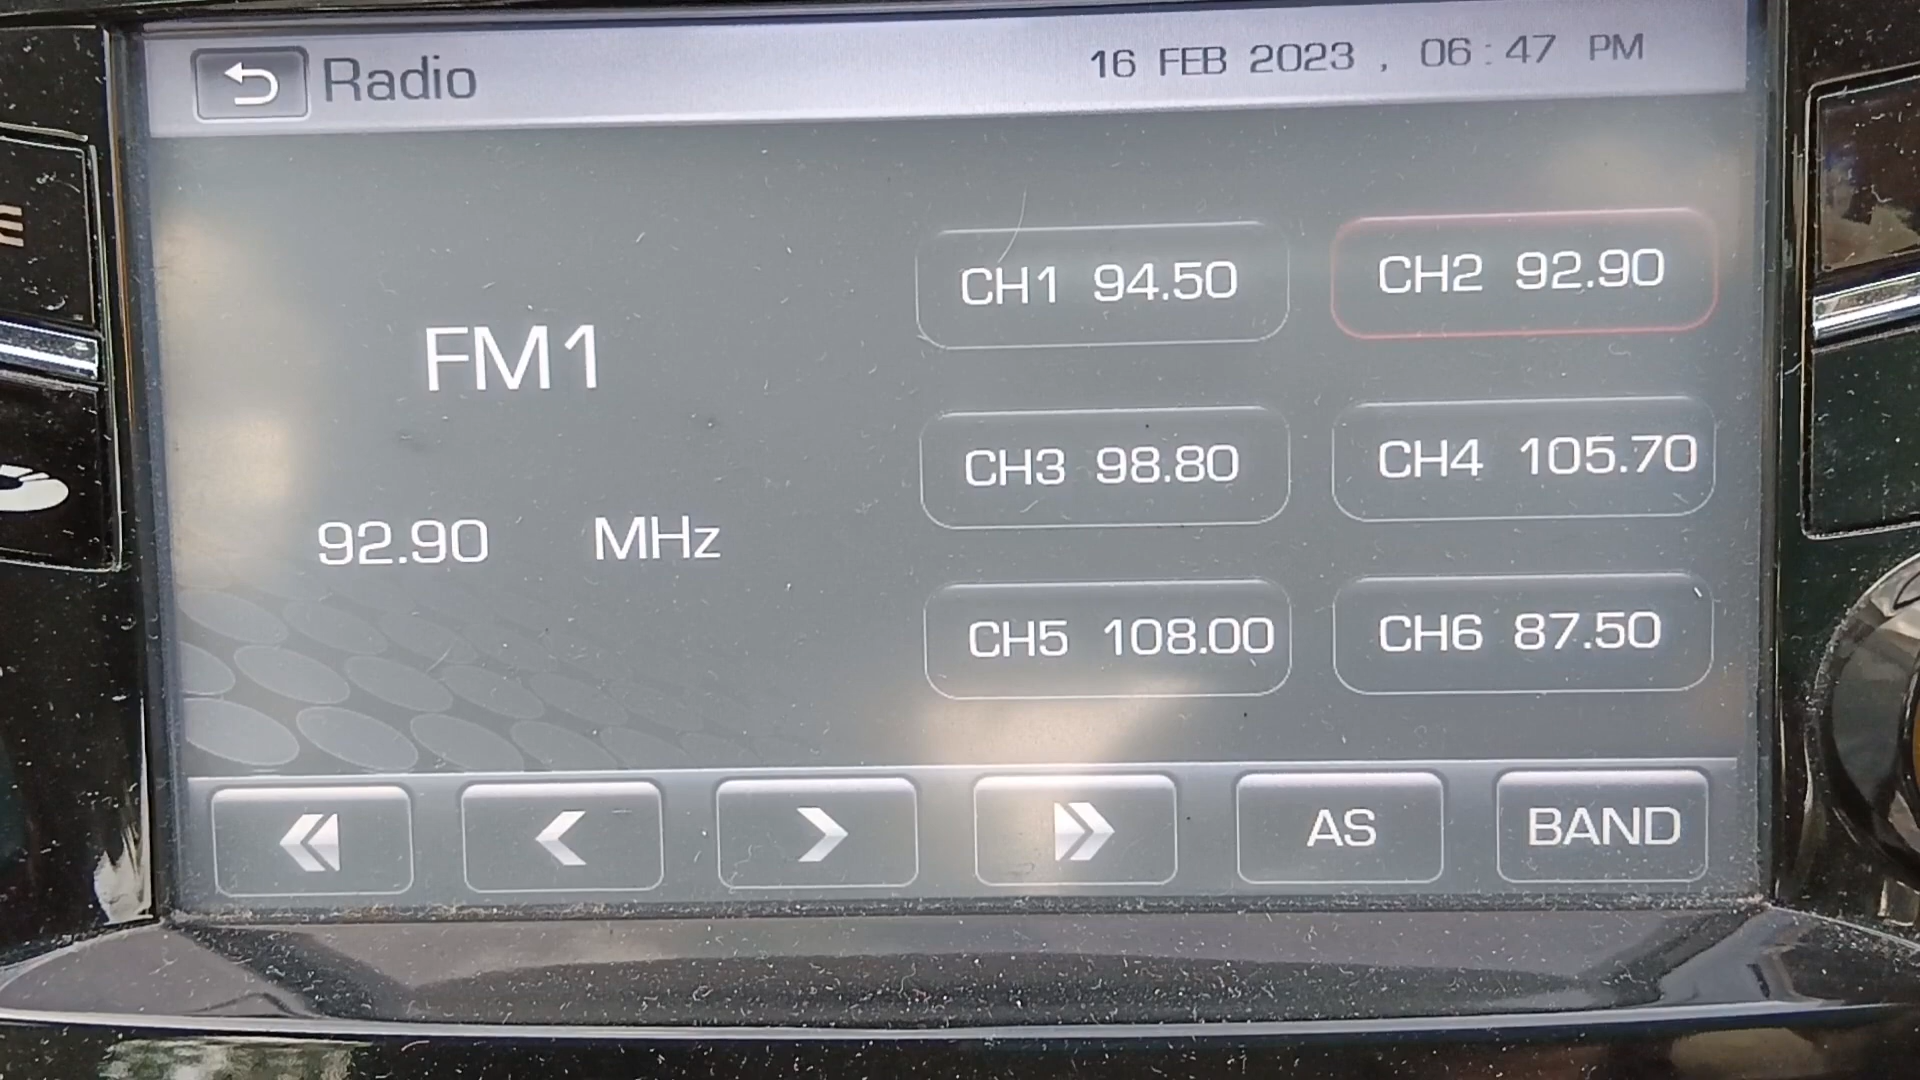 Radio
16 FEB 2023 , 06:47 PM
FM1
92.90 MHz
CH1 94.50
CH2 92.90
CH3 98.80
CH4 105.70
CH5 108.00
CH6 87.50
AS
BAND